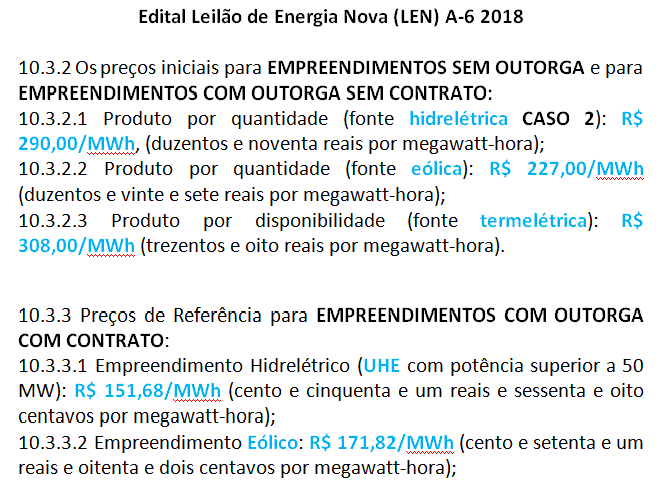 Edital Leilão de Energia Nova (LEN) A-6 2018
10.3.2 Os preços iniciais para EMPREENDIMENTOS SEM OUTORGA e para
EMPREENDIMENTOS COM OUTORGA SEM CONTRATO:
10.3.2.1 Produto por quantidade (fonte hidrelétrica CASO 2): R$
290,00/MWh, (duzentos e noventa reais por megawatt-hora);
10.3.2.2 Produto por quantidade (fonte eólica): R$ 227,00/MWh
(duzentos e vinte e sete reais por megawatt-hora);
10.3.2.3 Produto por disponibilidade (fonte termelétrica): R$
308,00/MWh (trezentos e oito reais por megawatt-hora).
10.3.3 Preços de Referência para EMPREENDIMENTOS COM OUTORGA
COM CONTRATO:
10.3.3.1 Empreendimento Hidrelétrico (UHE com potência superior a 50
MW): R$ 151,68/MWh (cento e cinquenta e um reais e sessenta e oito
centavos por megawatt-hora);
10.3.3.2 Empreendimento Eólico: R$ 171,82/MWh (cento e setenta e um
reais e oitenta e dois centavos por megawatt-hora);